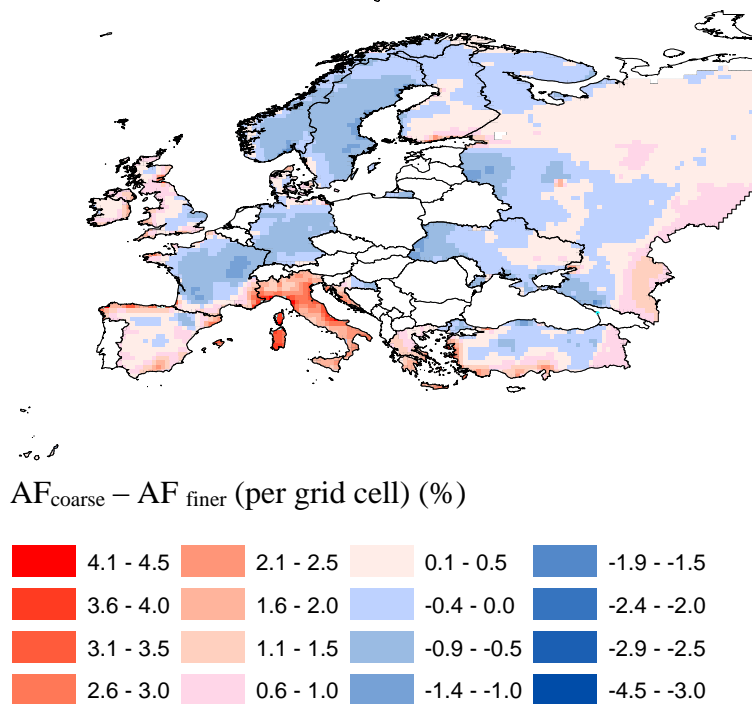 AFcoarse – AF finer (per grid cell) (%)
4.1 - 4.5 2.1 - 2.5 0.1 - 0.5 -1.9 - -1.5
3.6 - 4.0 1.6 - 2.0 -0.4 - 0.0 -2.4 - -2.0
3.1 - 3.5 1.1 - 1.5 -0.9 - -0.5 -2.9 - -2.5
2.6 - 3.0 0.6 - 1.0 -1.4 - -1.0 -4.5 - -3.0